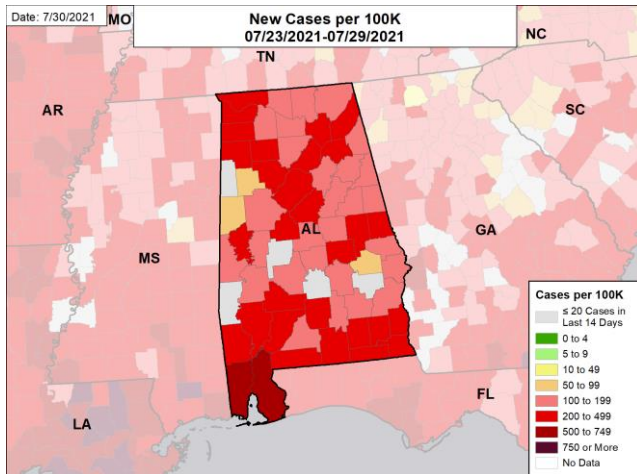 Date: 7/30/2021
New Cases per 100K
07/23/2021-07/29/2021
MO
NC
TN
AR
SC
AL
GA
MS
LA
FL
Cases per 100K
≤ 20 Cases in
Last 14 Days
0 to 4
5 to 9
10 to 49
50 to 99
100 to 199
200 to 499
500 to 749
750 or More
No Data